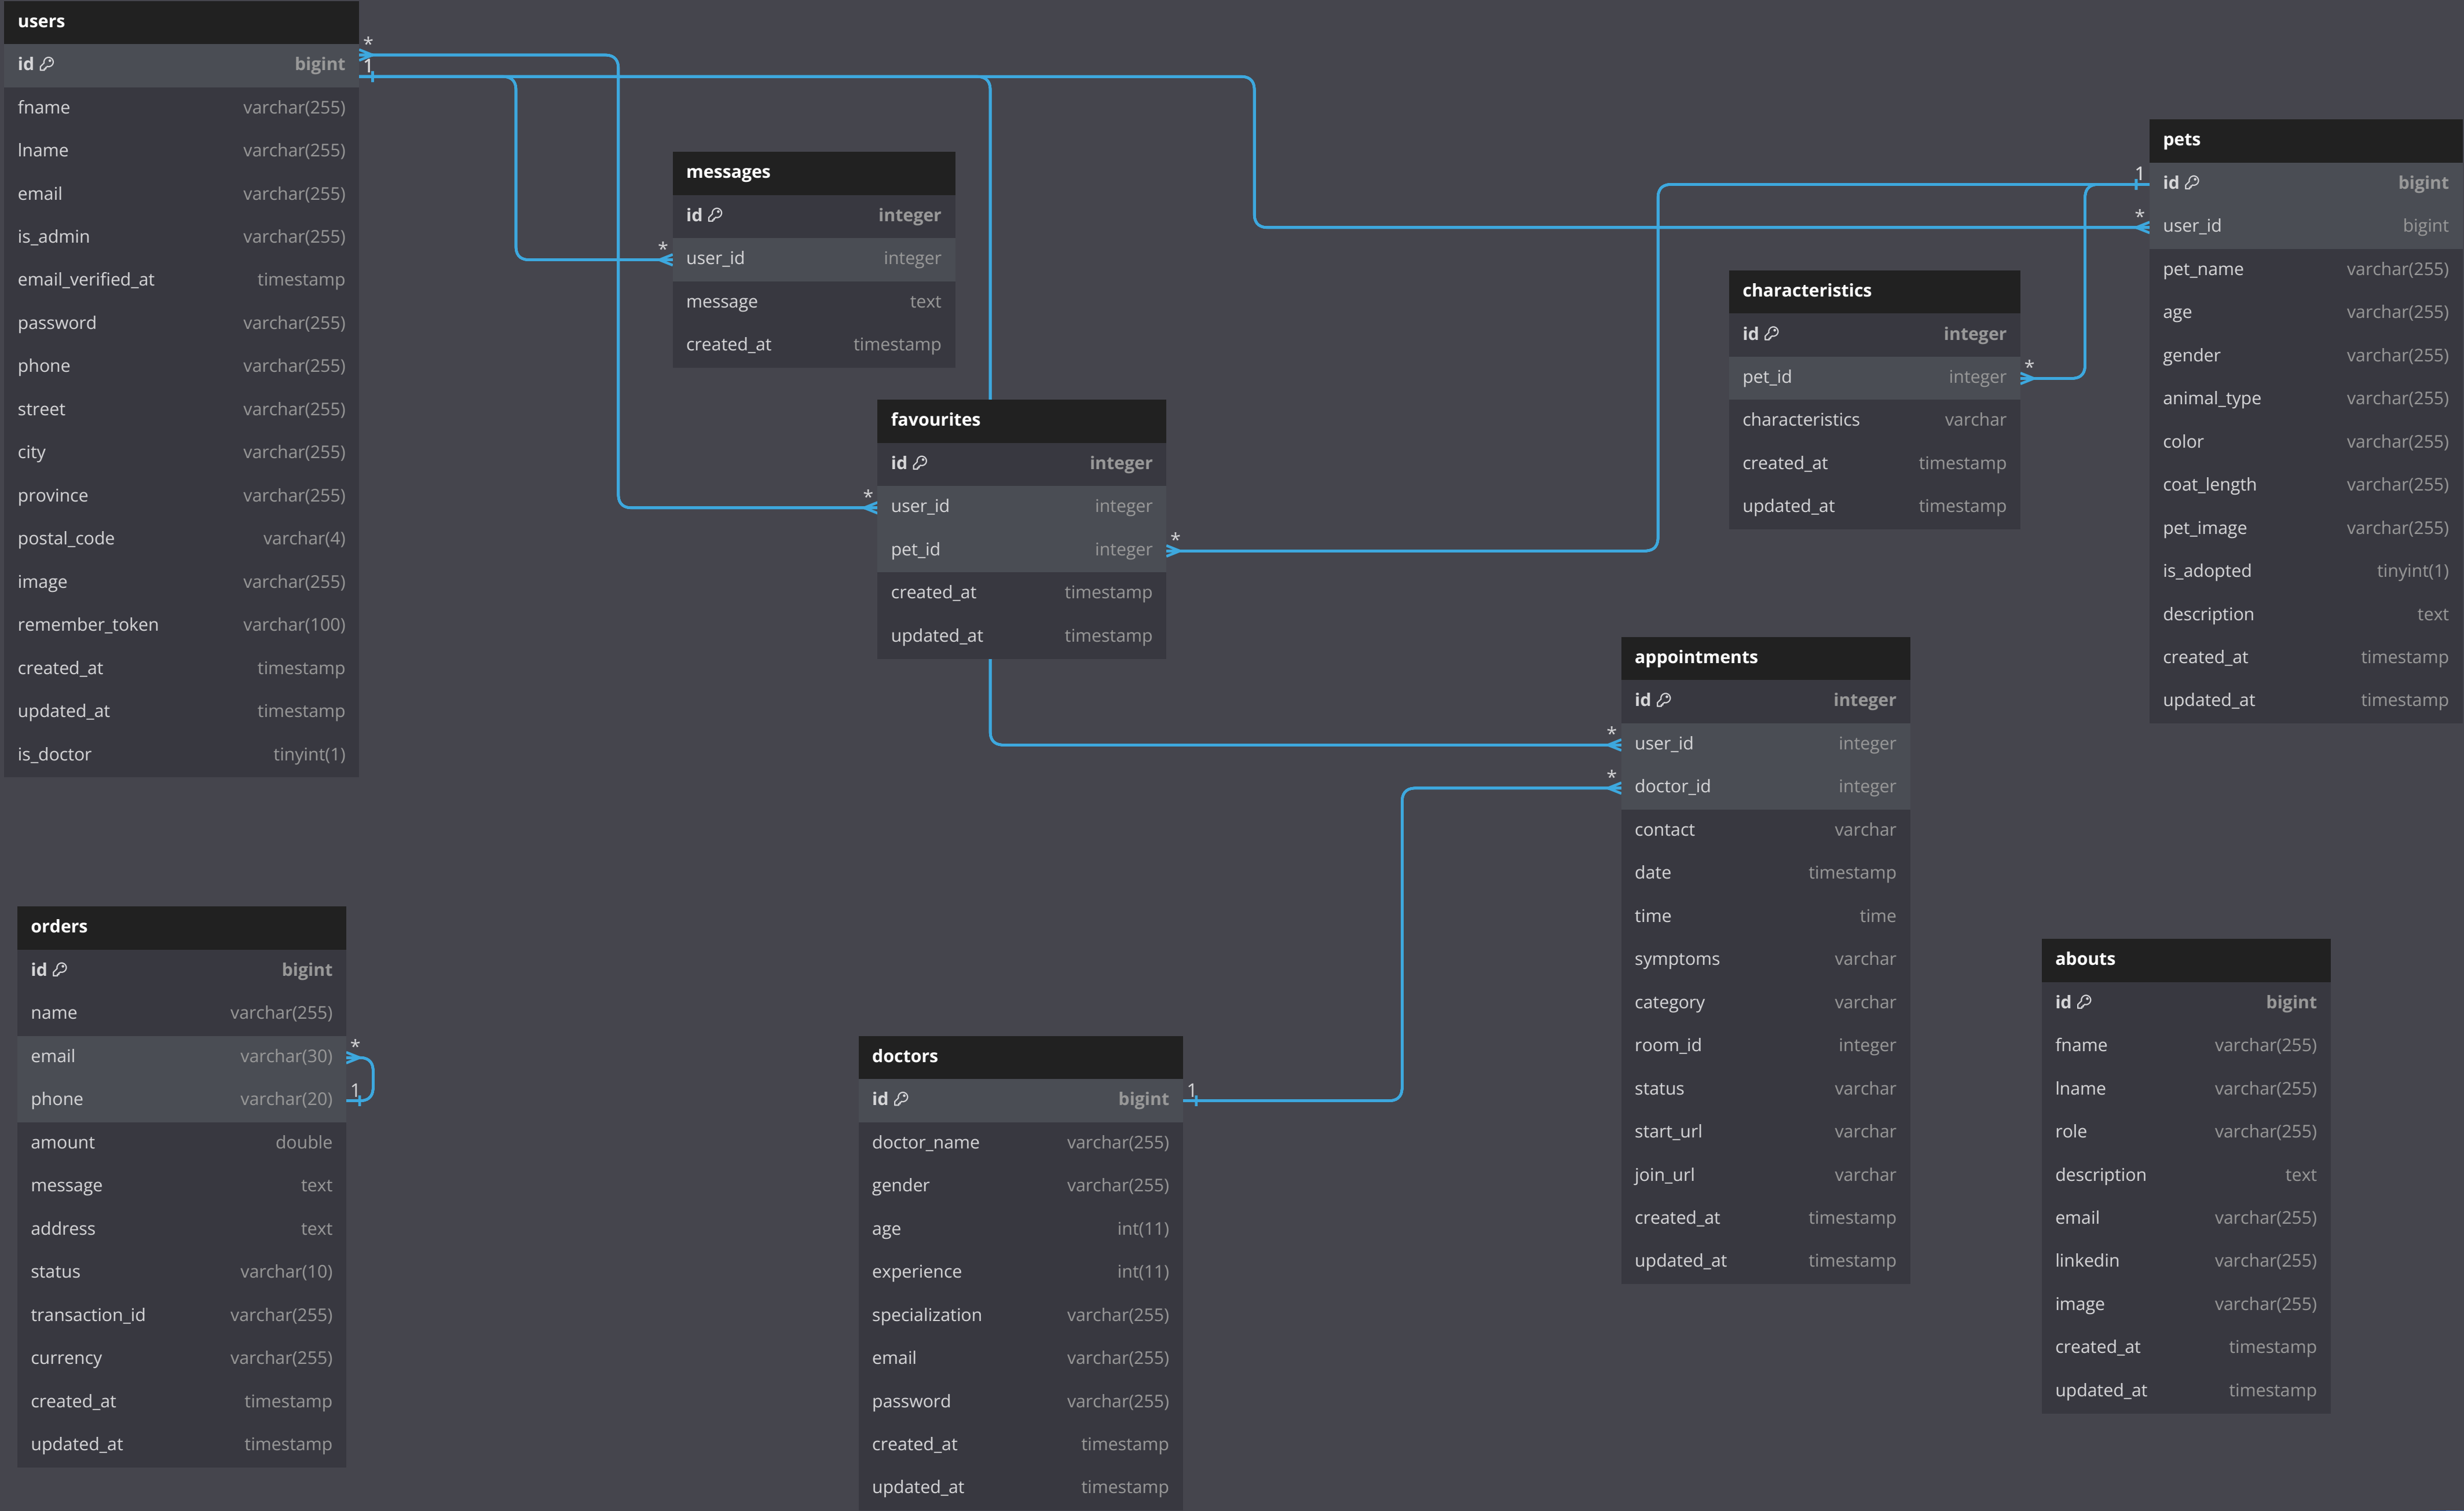 users
id bigint
fname varchar(255)
lname varchar(255)
email varchar(255)
is_admin varchar(255)
email_verified_at timestamp
password varchar(255)
phone varchar(255)
street varchar(255)
city varchar(255)
province varchar(255)
postal_code varchar(4)
image varchar(255)
remember_token varchar(100)
created_at timestamp
updated_at timestamp
is_doctor tinyint(1)
*
1
messages
id integer
* user_id integer
message text
created_at timestamp
favourites
id integer
* user_id integer
pet_id integer *
created_at timestamp
updated_at timestamp
characteristics
id integer
pet_id integer *
characteristics varchar
created_at timestamp
updated_at timestamp
pets
1 id bigint
* user_id bigint
pet_name varchar(255)
age varchar(255)
gender varchar(255)
animal_type varchar(255)
color varchar(255)
coat_length varchar(255)
pet_image varchar(255)
is_adopted tinyint(1)
description text
created_at timestamp
updated_at timestamp
appointments
id integer
* user_id integer
* doctor_id integer
contact varchar
date timestamp
time time
symptoms varchar
category varchar
room_id integer
status varchar
start_url varchar
join_url varchar
created_at timestamp
updated_at timestamp
orders
id bigint
name varchar(255)
email varchar(30) *
phone varchar(20) 1
amount double
message text
address text
status varchar(10)
transaction_id varchar(255)
currency varchar(255)
created_at timestamp
updated_at timestamp
doctors
id bigint 1
doctor_name varchar(255)
gender varchar(255)
age int(11)
experience int(11)
specialization varchar(255)
email varchar(255)
password varchar(255)
created_at timestamp
updated_at timestamp
abouts
id bigint
fname varchar(255)
lname varchar(255)
role varchar(255)
description text
email varchar(255)
linkedin varchar(255)
image varchar(255)
created_at timestamp
updated_at timestamp